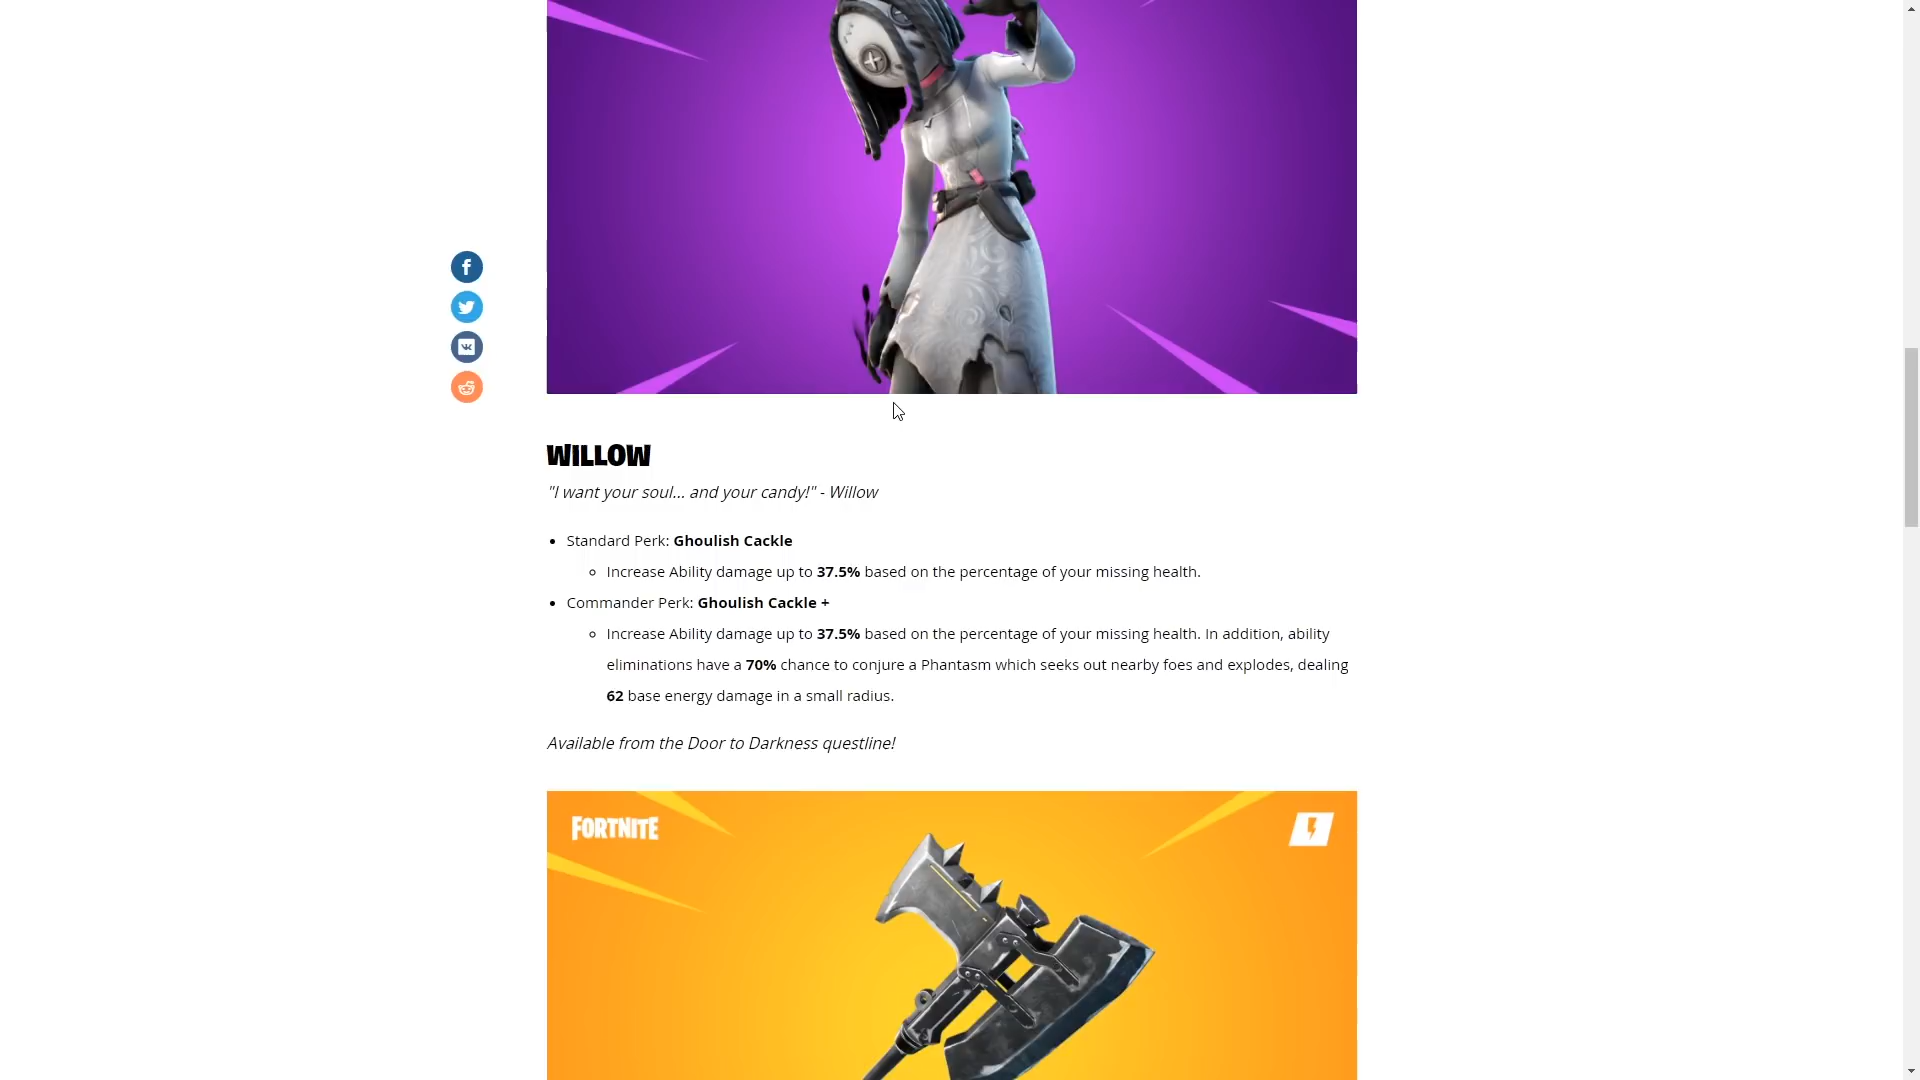 WILLOW
"I want your soul... and your candy!" - Willow
Standard Perk: Ghoulish Cackle
Increase Ability damage up to 37.5% based on the percentage of your missing health.
Commander Perk: Ghoulish Cackle +
Increase Ability damage up to 37.5% based on the percentage of your missing health. In addition, ability
eliminations have a 70% chance to conjure a Phantasm which seeks out nearby foes and explodes, dealing
62 base energy damage in a small radius.
Available from the Door to Darkness questline!
FORTNITE